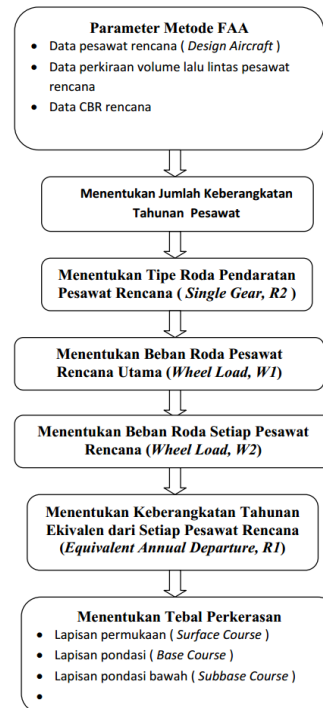 Parameter Metode FAA
• Data pesawat rencana ( Design Aircraft )
• Data perkiraan volume lalu lintas pesawat
rencana
• Data CBR rencana
Menentukan Jumlah Keberangkatan
Tahunan Pesawat
Menentukan Tipe Roda Pendaratan
Pesawat Rencana ( Single Gear, R2 )
Menentukan Beban Roda Pesawat
Rencana Utama (Wheel Load, W1)
Menentukan Beban Roda Setiap Pesawat
Rencana (Wheel Load, W2)
Menentukan Keberangkatan Tahunan
Ekivalen dari Setiap Pesawat Rencana
(Equivalent Annual Departure, R1)
Menentukan Tebal Perkerasan
• Lapisan permukaan ( Surface Course )
• Lapisan pondasi ( Base Course )
• Lapisan pondasi bawah ( Subbase Course )
•